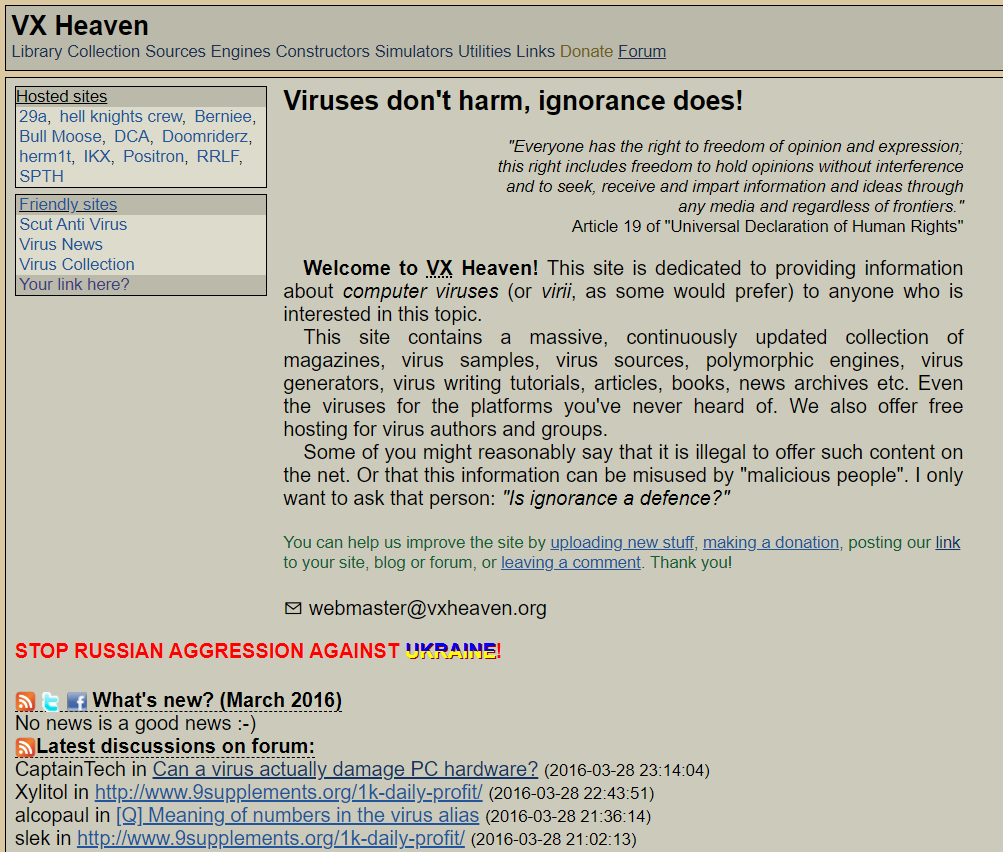 VX Heaven
Library Collection Sources Engines Constructors Simulators Utilities Links Donate Forum
Hosted sites
29a, hell knights crew, Berniee,
Bull Moose, DCA, Doomriderz,
herm1t, IKX, Positron, RRLF,
SPTH
Friendly sites
Scut Anti Virus
Virus News
Virus Collection
Your link here?
Viruses don't harm, ignorance does!
"Everyone has the right to freedom of opinion and expression;
this right includes freedom to hold opinions without interference
and to seek, receive and impart information and ideas through
any media and regardless of frontiers."
Article 19 of "Universal Declaration of Human Rights"
Welcome to VX Heaven! This site is dedicated to providing information
about computer viruses (or virii, as some would prefer) to anyone who is
interested in this topic.
This site contains a massive, continuously updated collection of
magazines, virus samples, virus sources, polymorphic engines, virus
generators, virus writing tutorials, articles, books, news archives etc. Even
the viruses for the platforms you've never heard of. We also offer free
hosting for virus authors and groups.
Some of you might reasonably say that it is illegal to offer such content on
the net. Or that this information can be misused by "malicious people". I only
want to ask that person: "Is ignorance a defence?"
You can help us improve the site by uploading new stuff, making a donation, posting our link
to your site, blog or forum, or leaving a comment. Thank you!
webmaster@vxheaven.org
STOP RUSSIAN AGGRESSION AGAINST UKRAINE!
What's new? (March 2016)
No news is a good news :-)
Latest discussions on forum:
CaptainTech in Can a virus actually damage PC hardware? (2016-03-28 23:14:04)
Xylitol in http://www.9supplements.org/1k-daily-profit/ (2016-03-28 22:43:51)
alcopaul in [Q] Meaning of numbers in the virus alias (2016-03-28 21:36:14)
slek in http://www.9supplements.org/1k-daily-profit/ (2016-03-28 21:02:13)